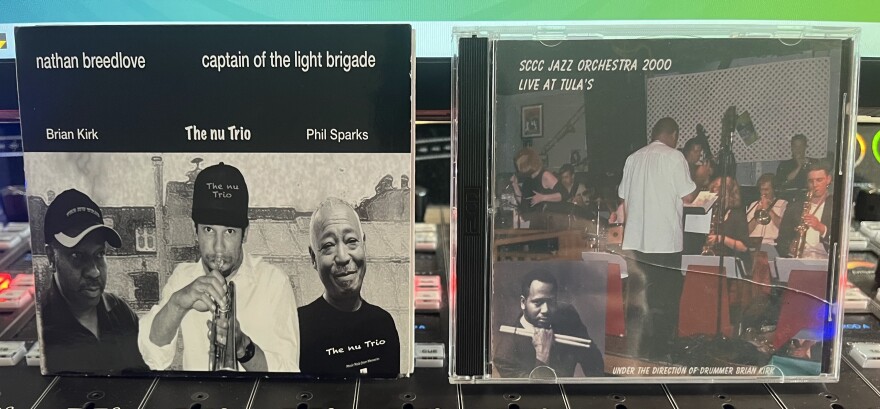 nathan breedlove
captain of the light brigade
Brian Kirk
The nu Trio
Phil Sparks
The nu
Trio
The nu Trio
SCCC JAZZ ORCHESTRA 2000
LIVE AT TULA'S
UNDER THE DIRECTION OF DRUMMER BRIAN KIRK
CUE